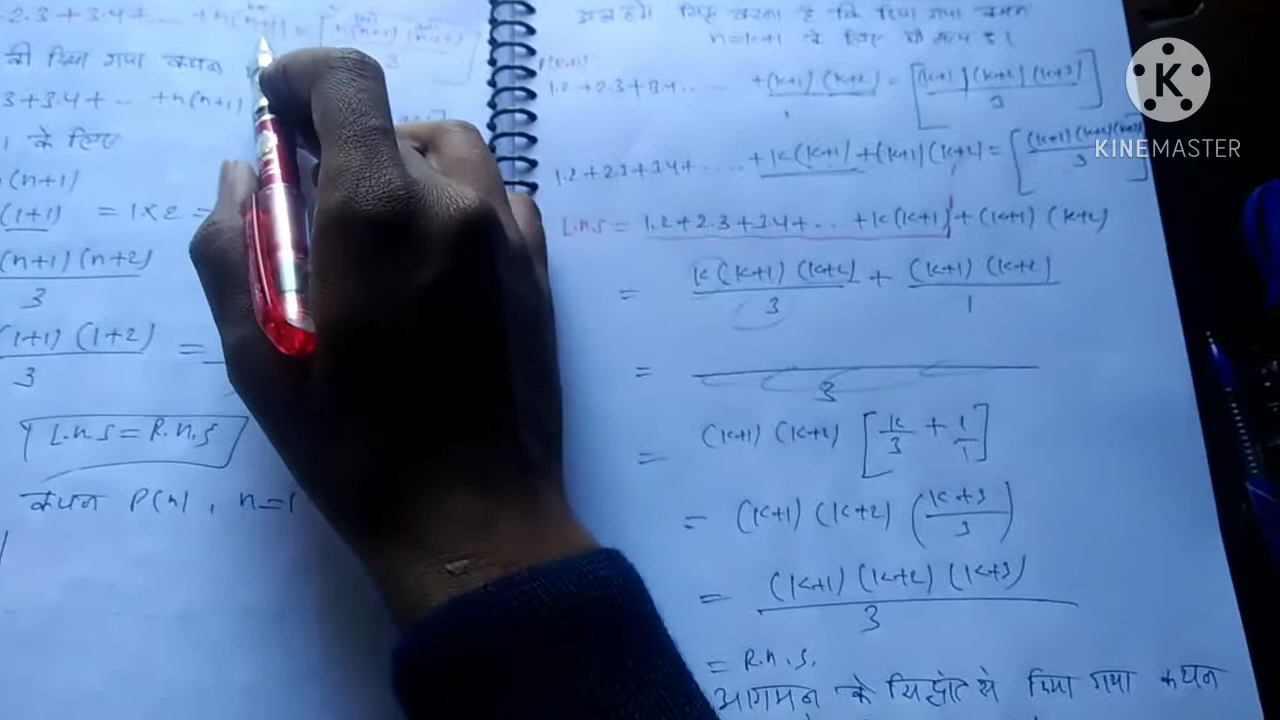 2.3 + 3.4 + ... + n(n+1) = [n(n+1)(n+2) / 3]
की दिया गया कथन
3 + 3.4 + .. + n(n+1)
1 के लिए
(n+1)
(1+1) = 1×2 =
(n+1) (n+2) / 3
(1+1) (1+2) / 3 =
L.H.S = R.H.S
कथन P(n), n=1
सिद्ध करना है कि दिया गया कथन
n=k+1 के लिए भी सत्य है।
1.2 + 2.3 + 3.4 ... + (k+1) (k+2) = [(k+1) (k+2) (k+3) / 3]
1.2 + 2.3 + 3.4 + ..... + k(k+1) + (k+1) (k+2) = [(k+1) (k+2) (k+3) / 3]
L.H.S = 1.2 + 2.3 + 3.4 + ... + k(k+1) + (k+1) (k+2)
= k(k+1) (k+2) / 3 + (k+1) (k+2) / 1
= / 3
= (k+1) (k+2) [k/3 + 1/1]
= (k+1) (k+2) (k+3 / 3)
= (k+1) (k+2) (k+3) / 3
= R.H.S.
आगमन के सिद्धांत से दिया गया कथन
K
KINEMASTER